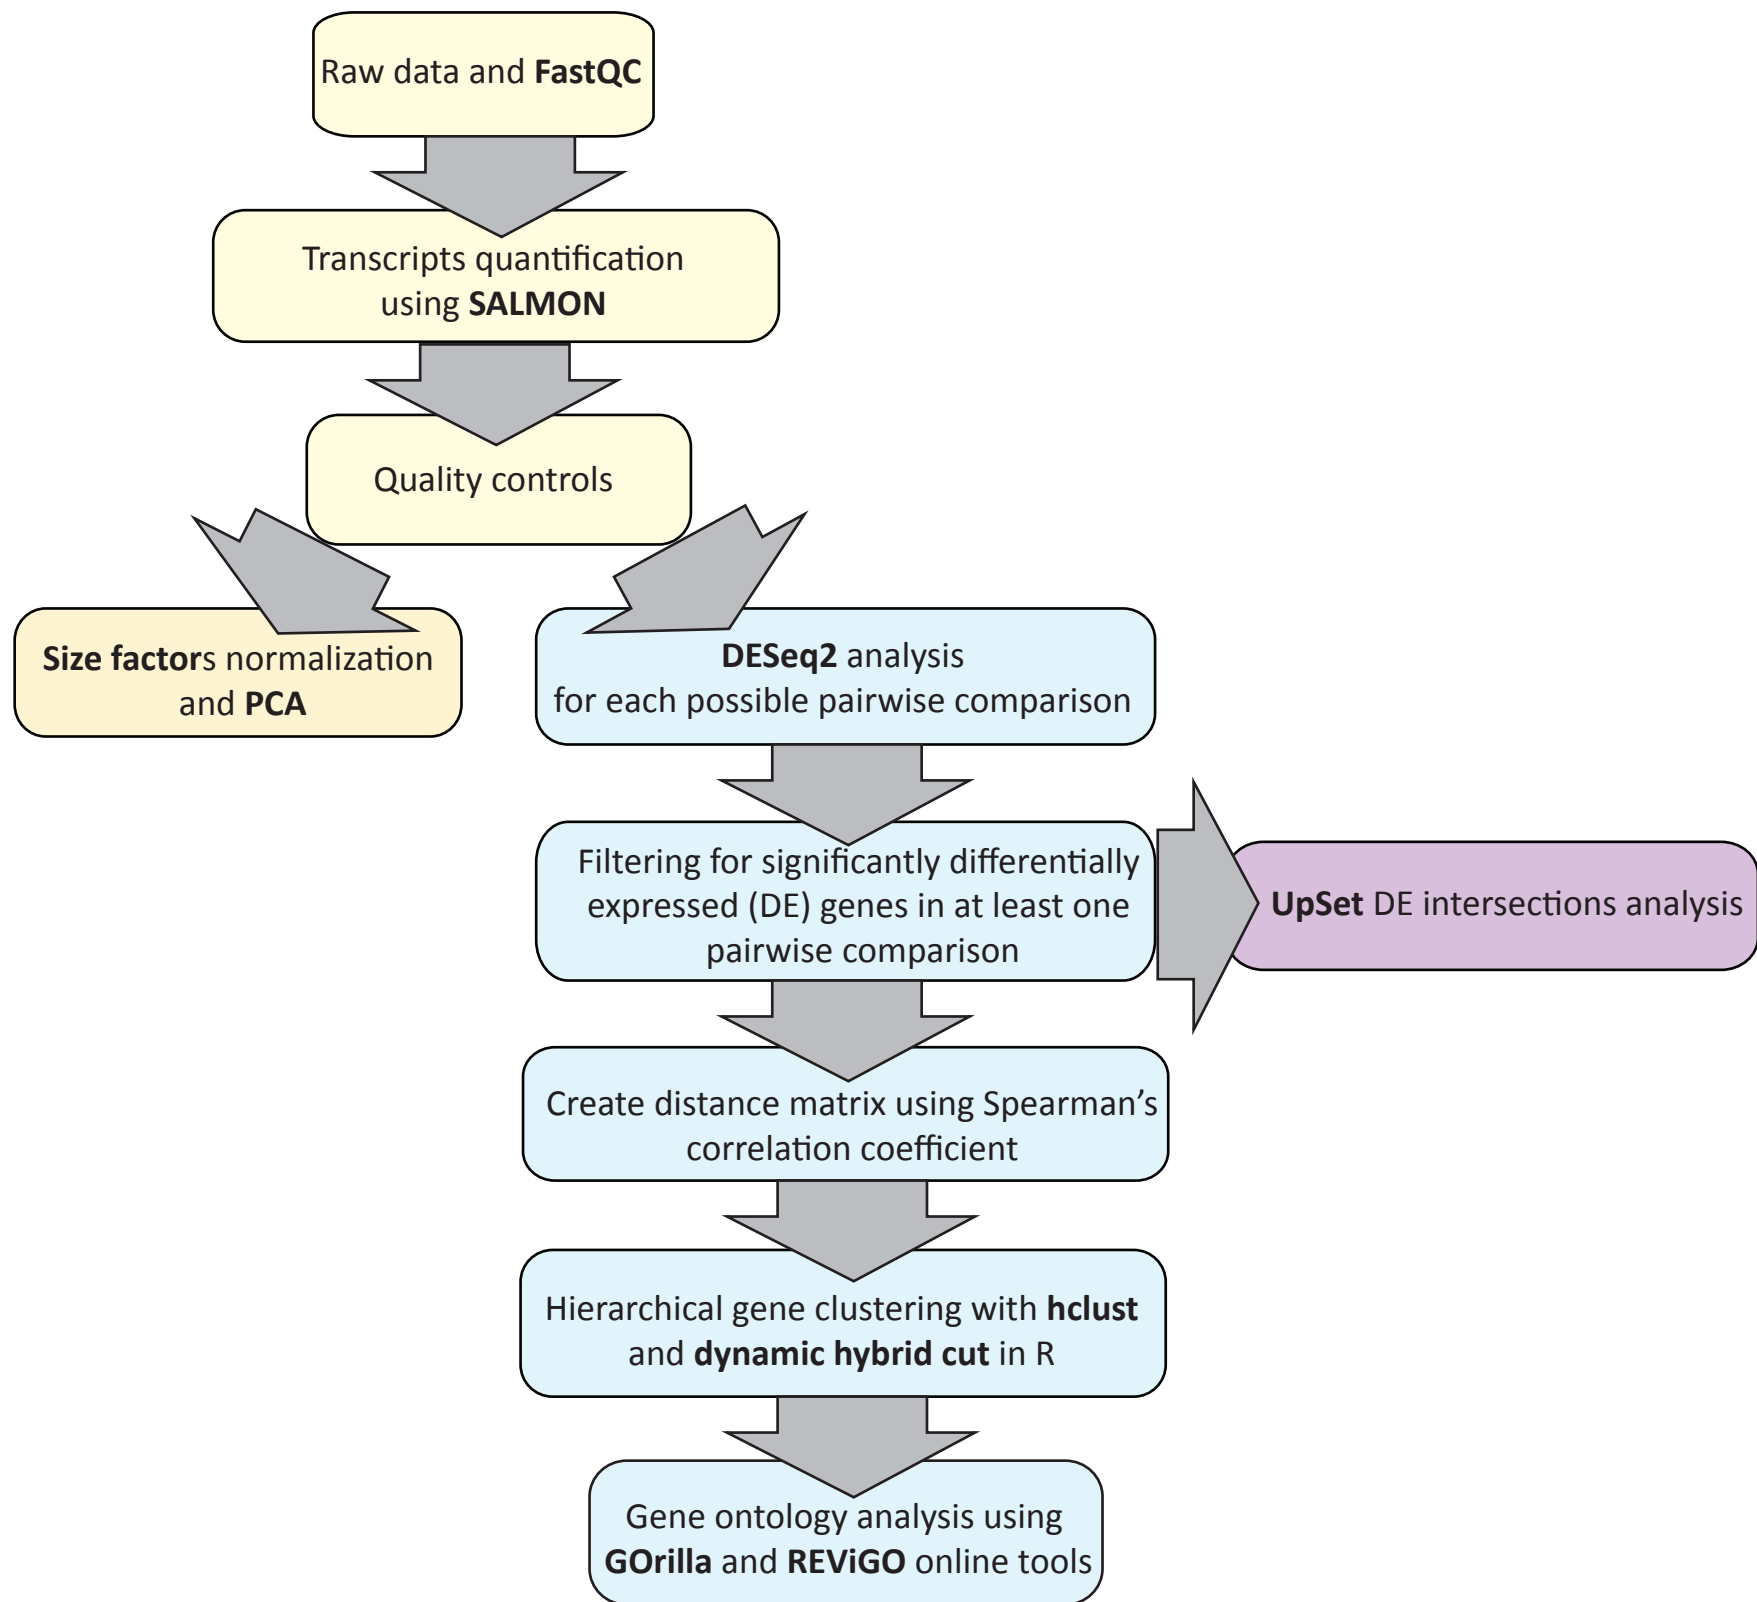 Raw data and FastQC
Transcripts quantification
using SALMON
Quality controls
Size factors normalization
and PCA
DESeq2 analysis
for each possible pairwise comparison
Filtering for significantly differentially
expressed (DE) genes in at least one
pairwise comparison
UpSet DE intersections analysis
Create distance matrix using Spearman’s
correlation coefficient
Hierarchical gene clustering with hclust
and dynamic hybrid cut in R
Gene ontology analysis using
GOrilla and REViGO online tools